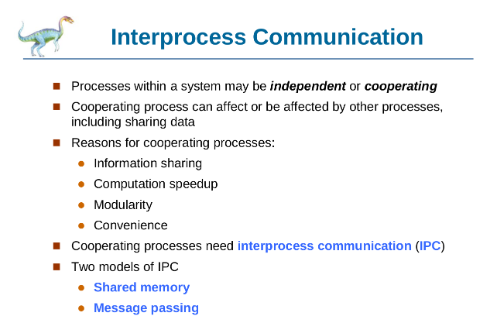 Interprocess Communication
Processes within a system may be independent or cooperating
Cooperating process can affect or be affected by other processes,
including sharing data
Reasons for cooperating processes:
Information sharing
Computation speedup
Modularity
Convenience
Cooperating processes need interprocess communication (IPC)
Two models of IPC
Shared memory
Message passing